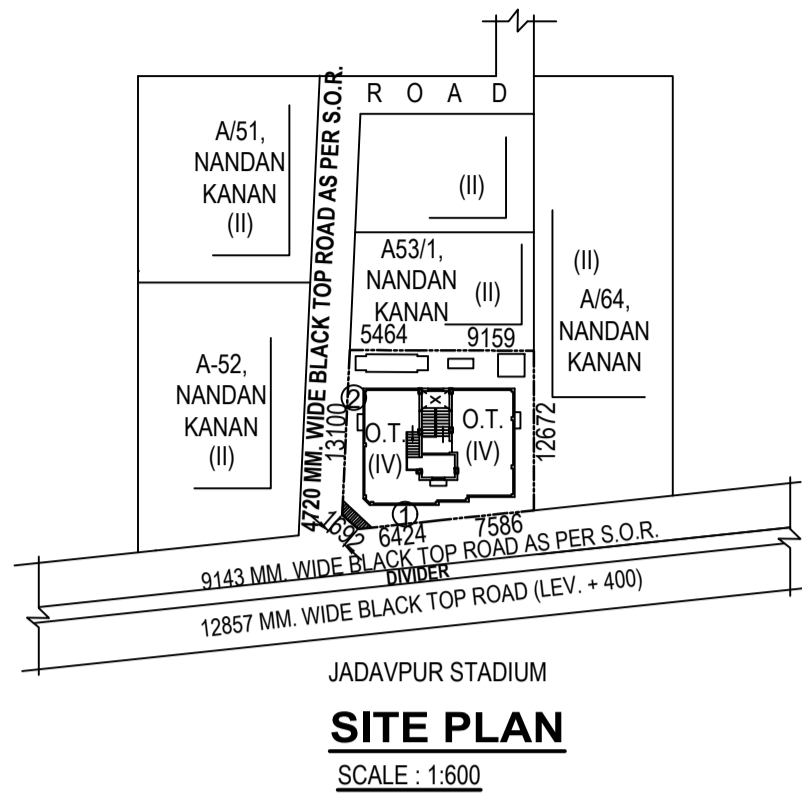 R O A D
A/51,
NANDAN
KANAN
(II)
4720 MM. WIDE BLACK TOP ROAD AS PER S.O.R.
(II)
A53/1,
NANDAN
KANAN
(II)
(II)
A/64,
NANDAN
KANAN
A-52,
NANDAN
KANAN
(II)
5464
9159
13100
12672
2
X
O.T.
(IV)
O.T.
(IV)
1
1692
6424
7586
9143 MM. WIDE BLACK TOP ROAD AS PER S.O.R.
DIVIDER
12857 MM. WIDE BLACK TOP ROAD (LEV. + 400)
JADAVPUR STADIUM
SITE PLAN
SCALE : 1:600